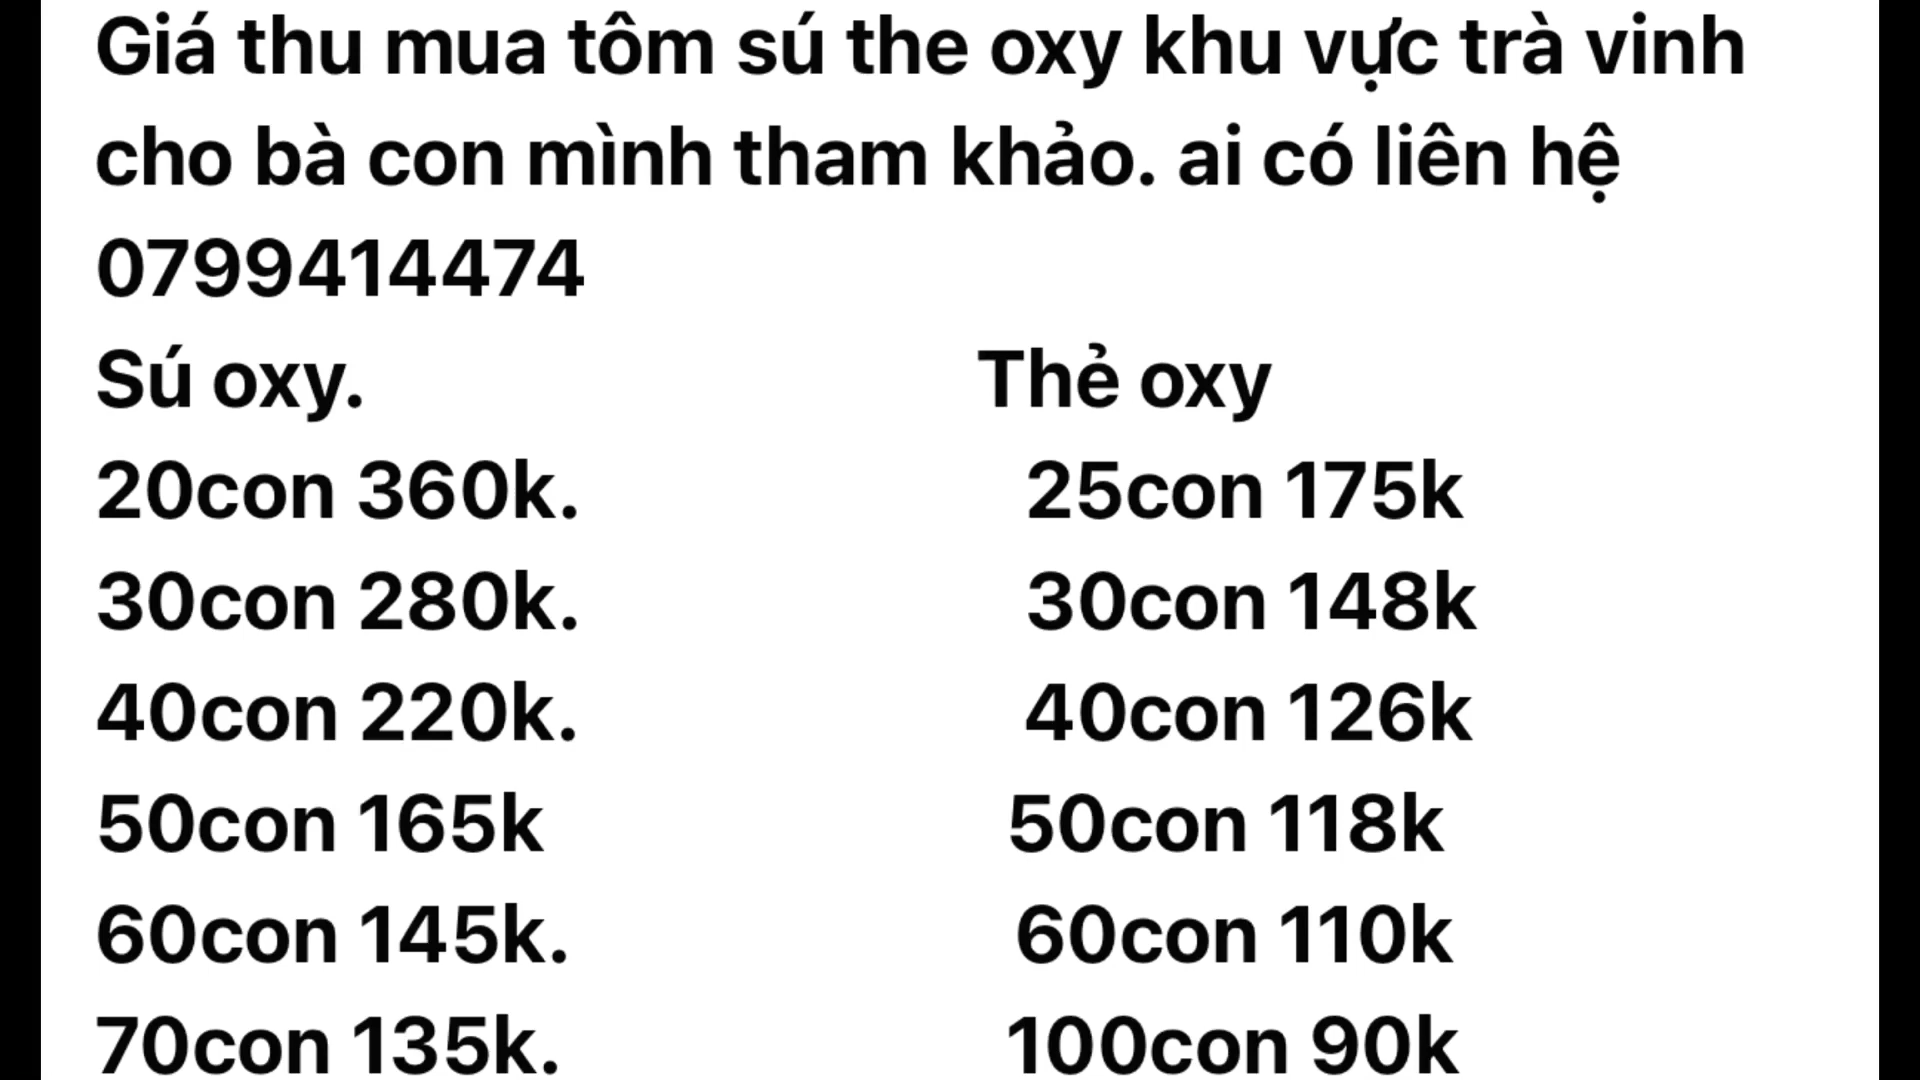 Giá thu mua tôm sú the oxy khu vực trà vinh
cho bà con mình tham khảo. ai có liên hệ
0799414474
Sú oxy. Thẻ oxy
20con 360k. 25con 175k
30con 280k. 30con 148k
40con 220k. 40con 126k
50con 165k 50con 118k
60con 145k. 60con 110k
70con 135k. 100con 90k